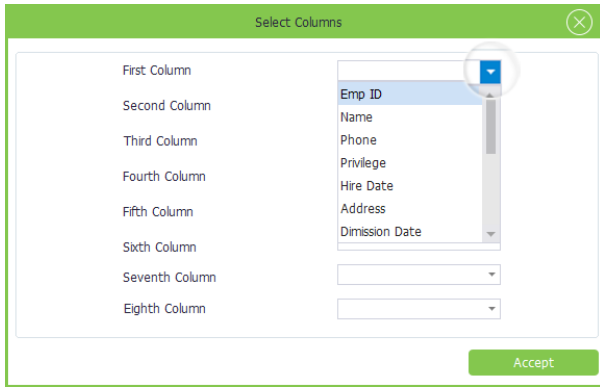 Select Columns
First Column
Emp ID
Second Column
Name
Third Column
Phone
Privilege
Fourth Column
Hire Date
Fifth Column
Address
Dimission Date
Sixth Column
Seventh Column
Eighth Column
Accept